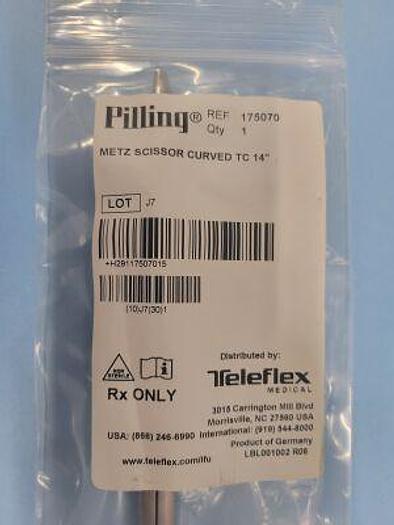 Pilling® REF 175070
Qty 1
METZ SCISSOR CURVED TC 14"
LOT J7
+H29117507015
(10)J7(30)1
NON STERILE
Rx ONLY
Distributed by:
Teleflex
MEDICAL
3015 Carrington Mill Blvd
Morrisville, NC 27560 USA
USA: (866) 246-6990 International: (919) 544-8000
Product of Germany
www.teleflex.com/ifu
LBL001002 R06